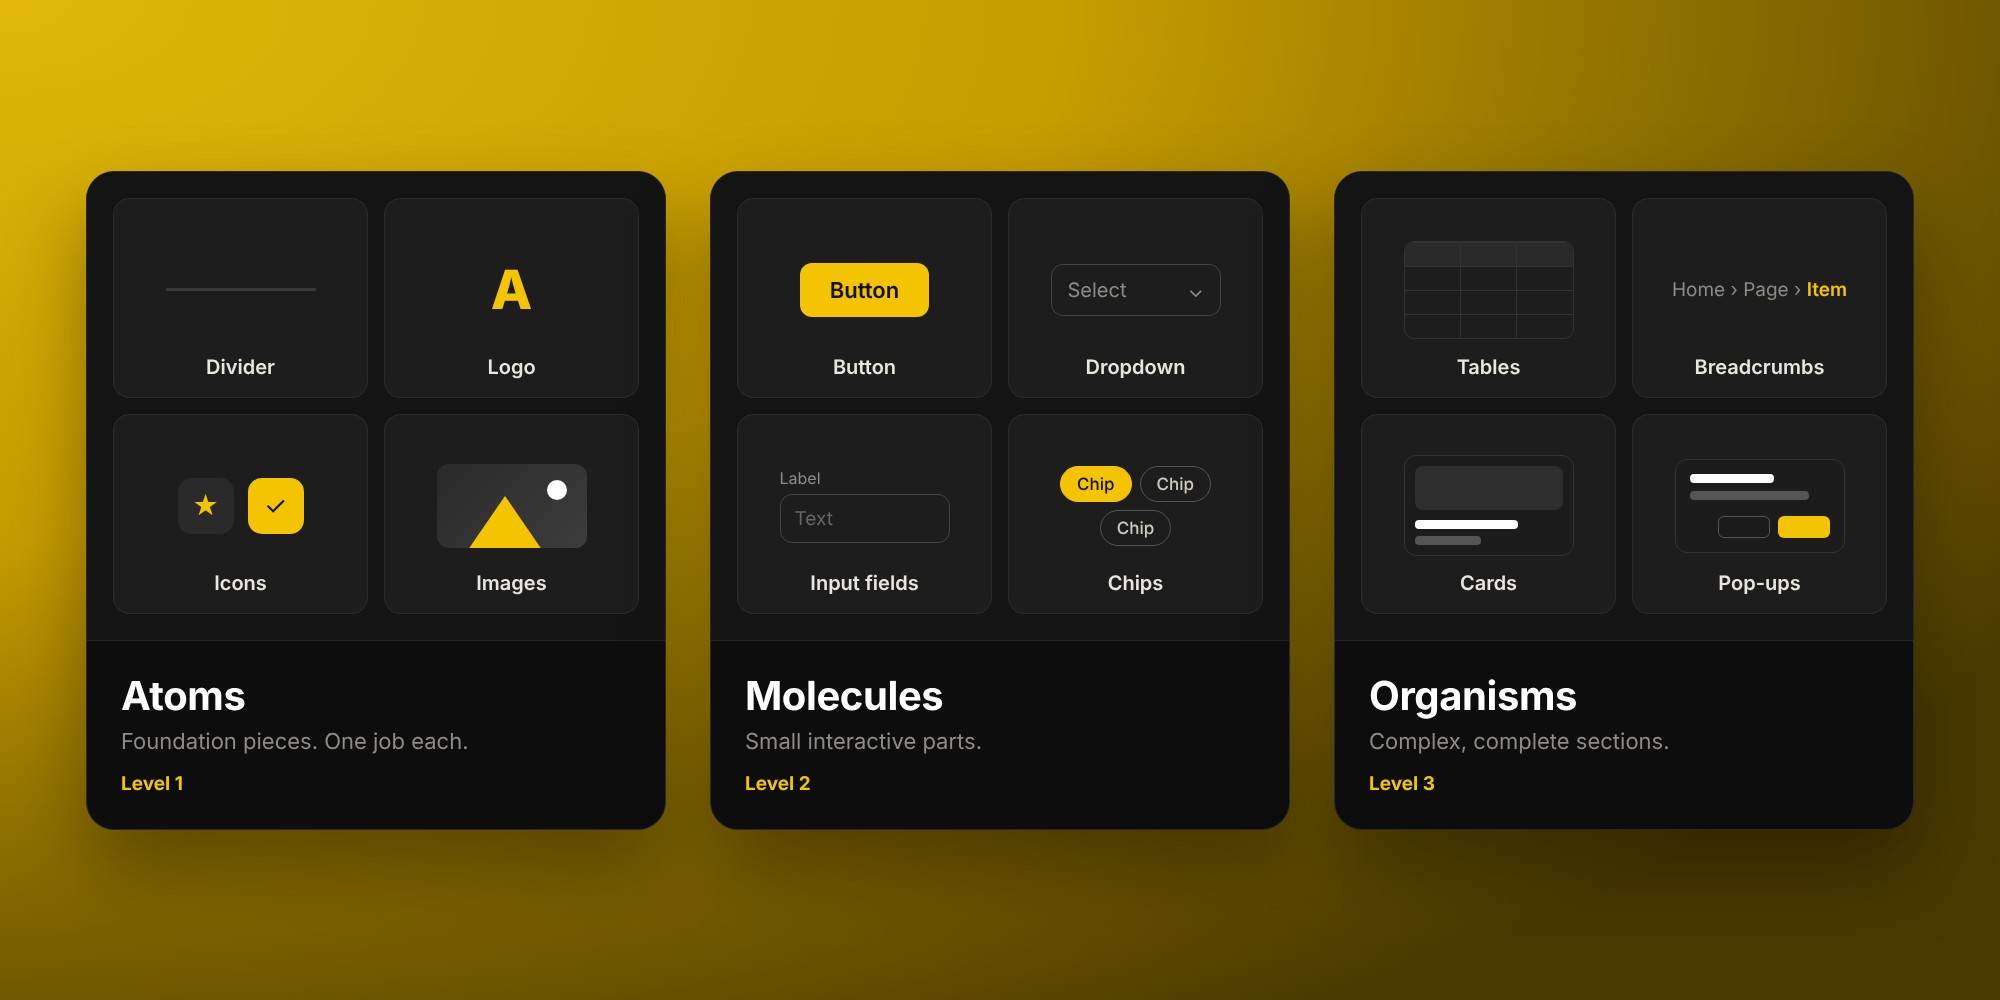 Divider
A
Logo
Icons
Images
Atoms
Foundation pieces. One job each.
Level 1
Button
Button
Select
Dropdown
Label
Text
Input fields
Chip
Chip
Chip
Chips
Molecules
Small interactive parts.
Level 2
Tables
Home › Page › Item
Breadcrumbs
Cards
Pop-ups
Organisms
Complex, complete sections.
Level 3